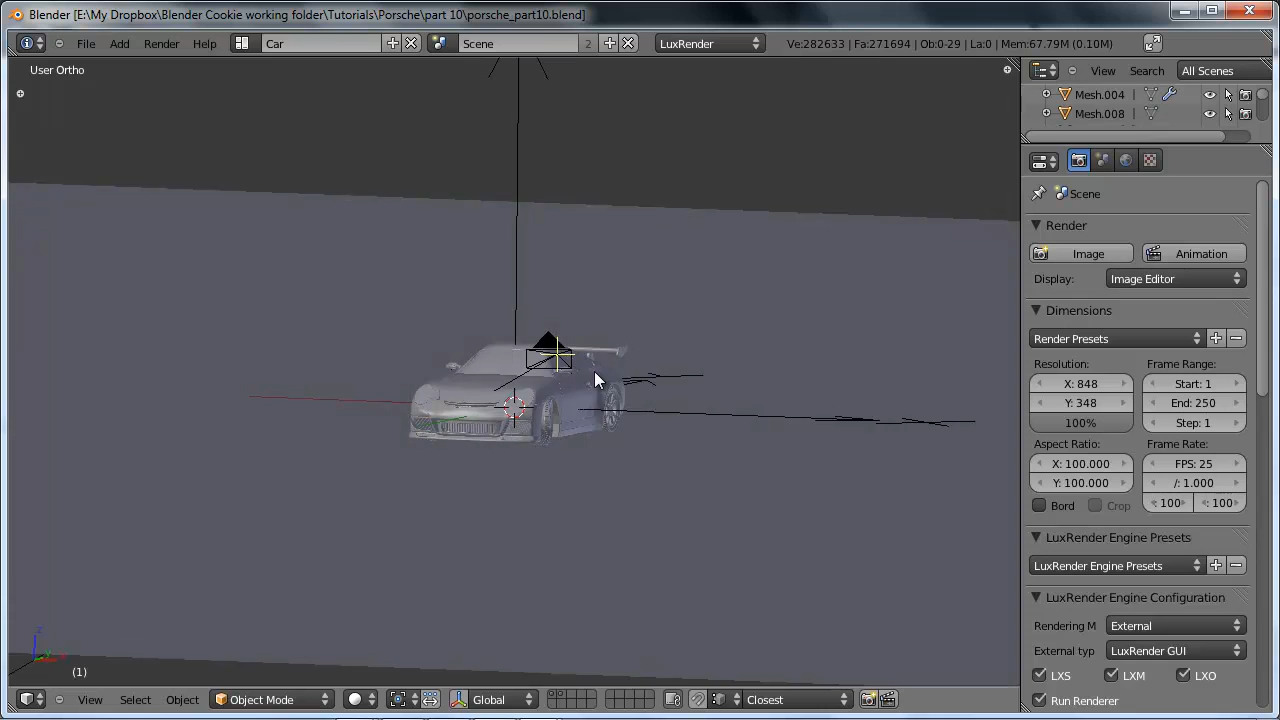 Blender [E:\My Dropbox\Blender Cookie working folder\Tutorials\Porsche\part 10\porsche_part10.blend]
File Add Render Help Car Scene 2 LuxRender Ve:282633 | Fa:271694 | Ob:0-29 | La:0 | Mem:67.79M (0.10M)
User Ortho
View Search All Scenes
Mesh.004
Mesh.008
Scene
Render
Image Animation
Display: Image Editor
Dimensions
Render Presets
Resolution: Frame Range:
X: 848 Start: 1
Y: 348 End: 250
100% Step: 1
Aspect Ratio: Frame Rate:
X: 100.000 FPS: 25
Y: 100.000 /: 1.000
Bord Crop :100 : 100
LuxRender Engine Presets
LuxRender Engine Presets
LuxRender Engine Configuration
Rendering M External
External typ LuxRender GUI
LXS LXM LXO
Run Renderer
z
y x
(1)
View Select Object Object Mode Global Closest